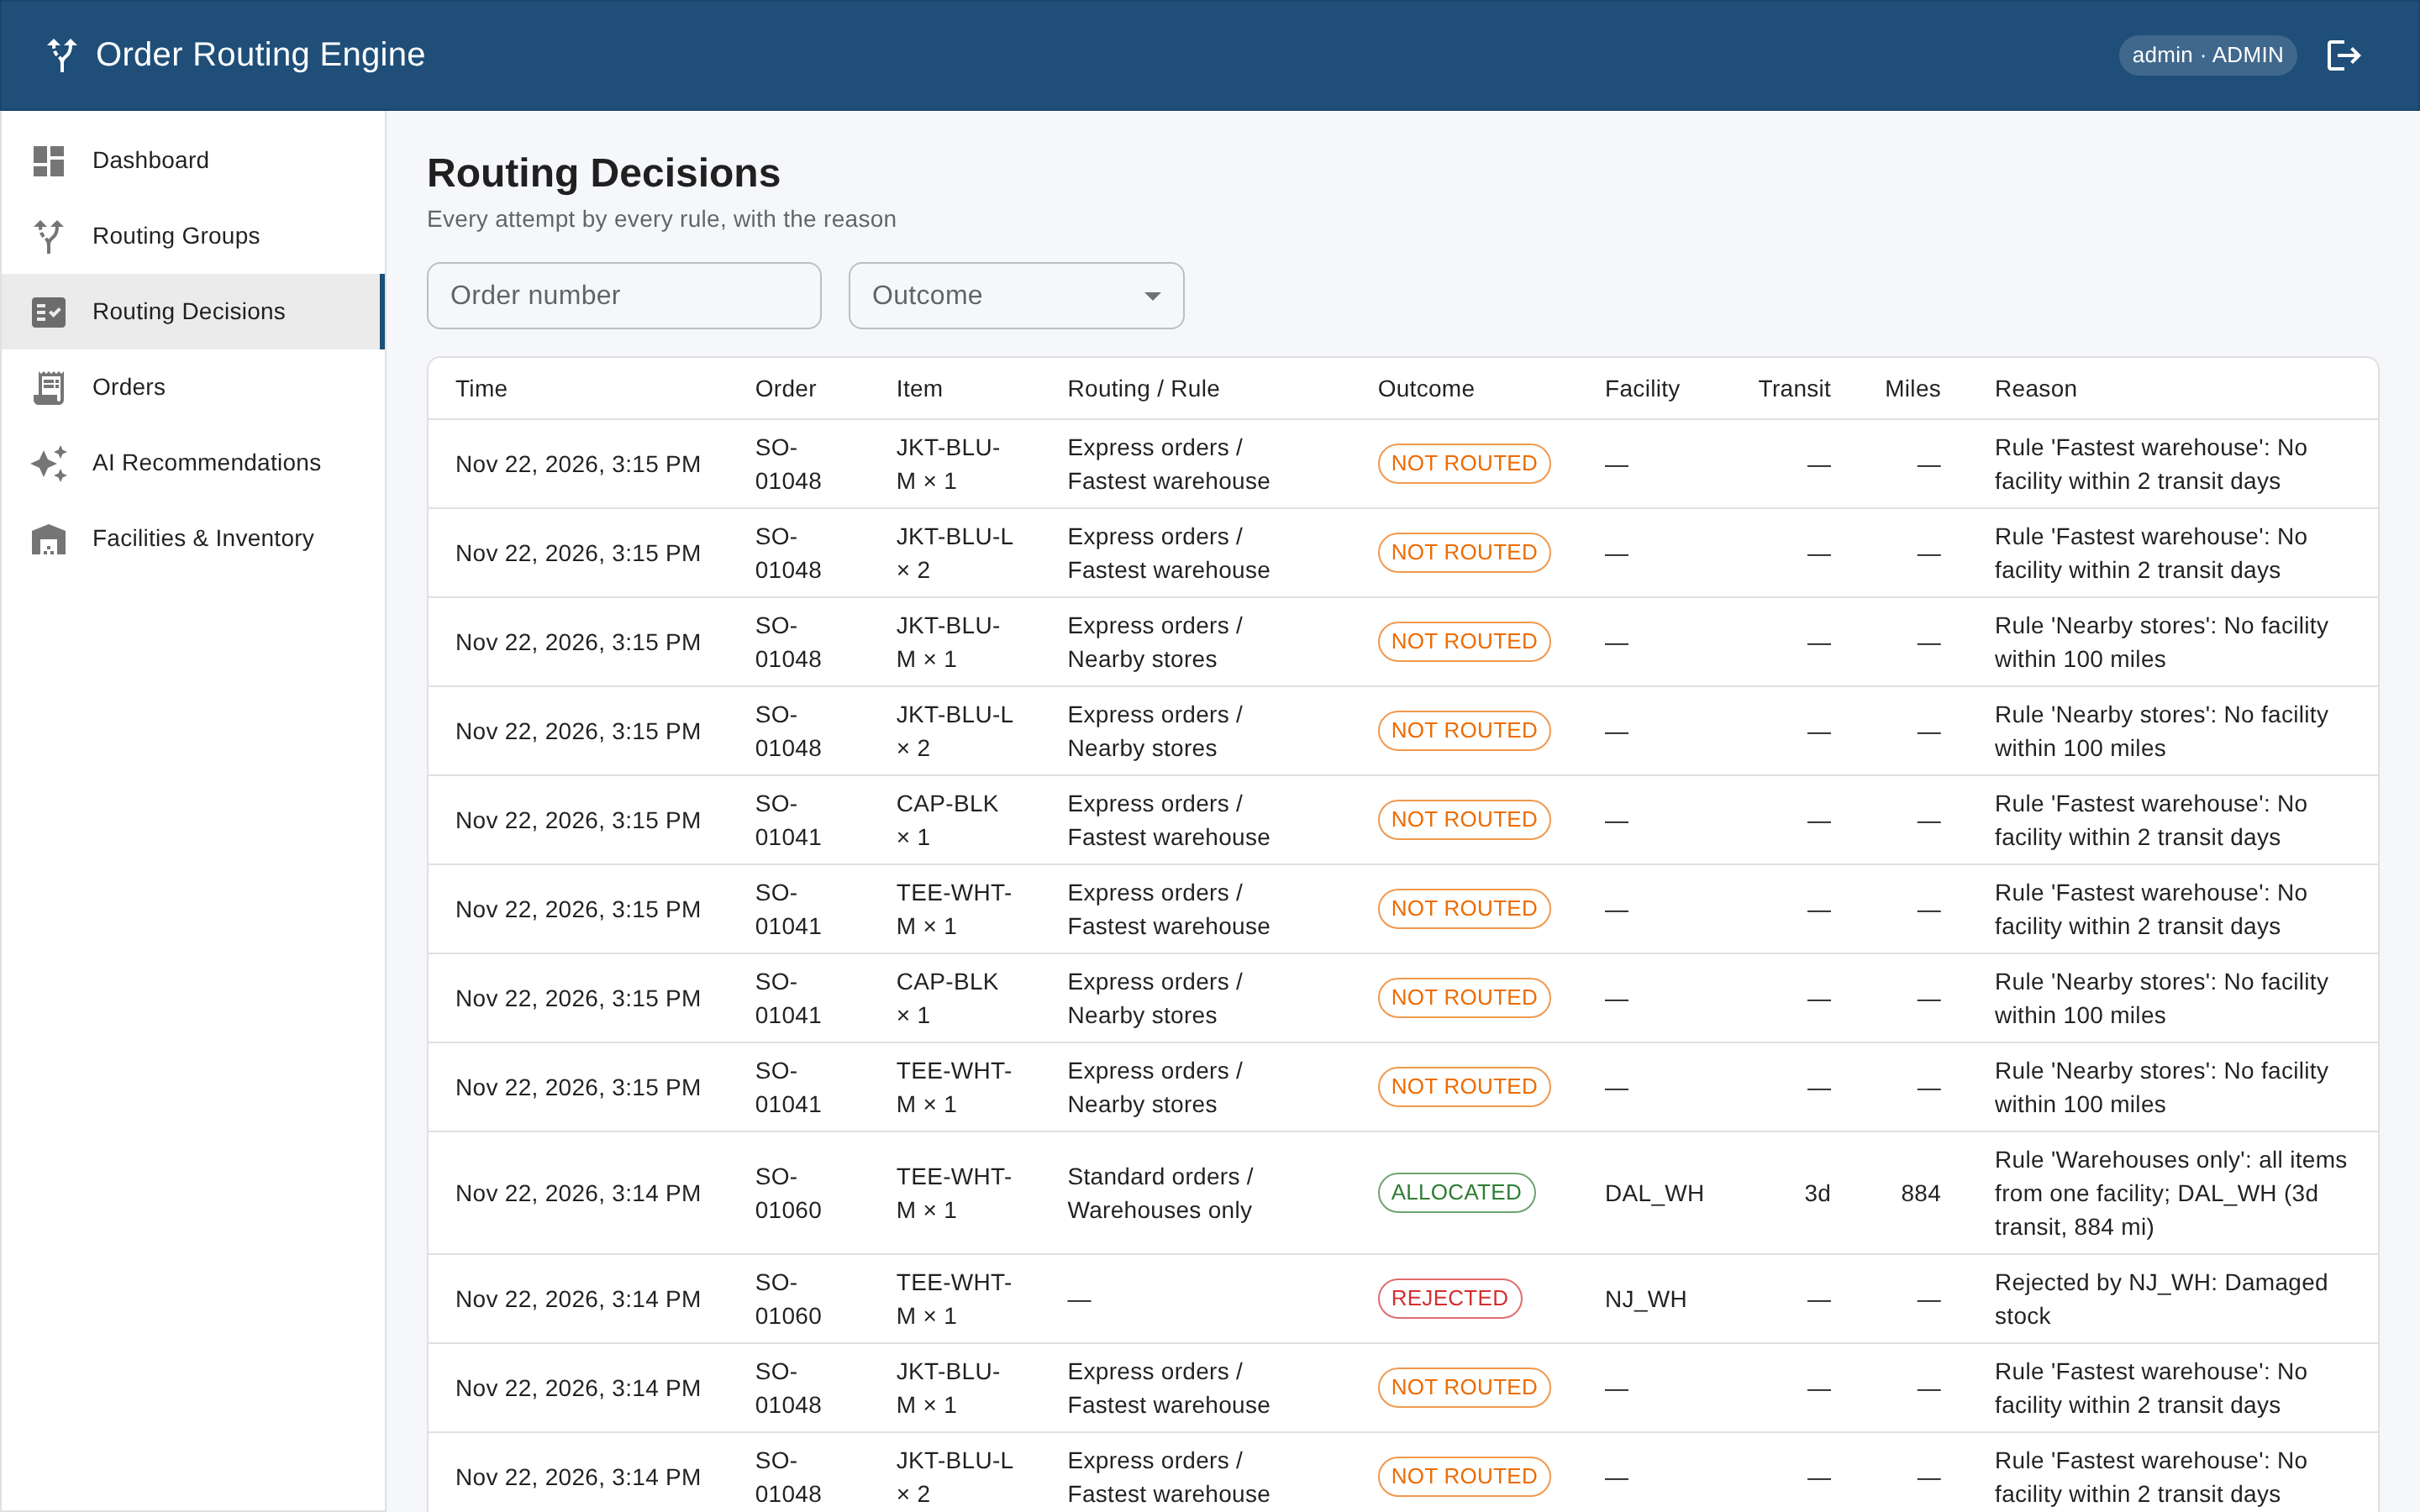 Order Routing Engine
admin · ADMIN
Dashboard
Routing Groups
Routing Decisions
Orders
AI Recommendations
Facilities & Inventory
Routing Decisions
Every attempt by every rule, with the reason
Order number
Outcome
Time Order Item Routing / Rule Outcome Facility Transit Miles Reason
Nov 22, 2026, 3:15 PM SO-01048 JKT-BLU-M × 1 Express orders / Fastest warehouse NOT ROUTED — — — Rule 'Fastest warehouse': No facility within 2 transit days
Nov 22, 2026, 3:15 PM SO-01048 JKT-BLU-L × 2 Express orders / Fastest warehouse NOT ROUTED — — — Rule 'Fastest warehouse': No facility within 2 transit days
Nov 22, 2026, 3:15 PM SO-01048 JKT-BLU-M × 1 Express orders / Nearby stores NOT ROUTED — — — Rule 'Nearby stores': No facility within 100 miles
Nov 22, 2026, 3:15 PM SO-01048 JKT-BLU-L × 2 Express orders / Nearby stores NOT ROUTED — — — Rule 'Nearby stores': No facility within 100 miles
Nov 22, 2026, 3:15 PM SO-01041 CAP-BLK × 1 Express orders / Fastest warehouse NOT ROUTED — — — Rule 'Fastest warehouse': No facility within 2 transit days
Nov 22, 2026, 3:15 PM SO-01041 TEE-WHT-M × 1 Express orders / Fastest warehouse NOT ROUTED — — — Rule 'Fastest warehouse': No facility within 2 transit days
Nov 22, 2026, 3:15 PM SO-01041 CAP-BLK × 1 Express orders / Nearby stores NOT ROUTED — — — Rule 'Nearby stores': No facility within 100 miles
Nov 22, 2026, 3:15 PM SO-01041 TEE-WHT-M × 1 Express orders / Nearby stores NOT ROUTED — — — Rule 'Nearby stores': No facility within 100 miles
Nov 22, 2026, 3:14 PM SO-01060 TEE-WHT-M × 1 Standard orders / Warehouses only ALLOCATED DAL_WH 3d 884 Rule 'Warehouses only': all items from one facility; DAL_WH (3d transit, 884 mi)
Nov 22, 2026, 3:14 PM SO-01060 TEE-WHT-M × 1 — REJECTED NJ_WH — — Rejected by NJ_WH: Damaged stock
Nov 22, 2026, 3:14 PM SO-01048 JKT-BLU-M × 1 Express orders / Fastest warehouse NOT ROUTED — — — Rule 'Fastest warehouse': No facility within 2 transit days
Nov 22, 2026, 3:14 PM SO-01048 JKT-BLU-L × 2 Express orders / Fastest warehouse NOT ROUTED — — — Rule 'Fastest warehouse': No facility within 2 transit days